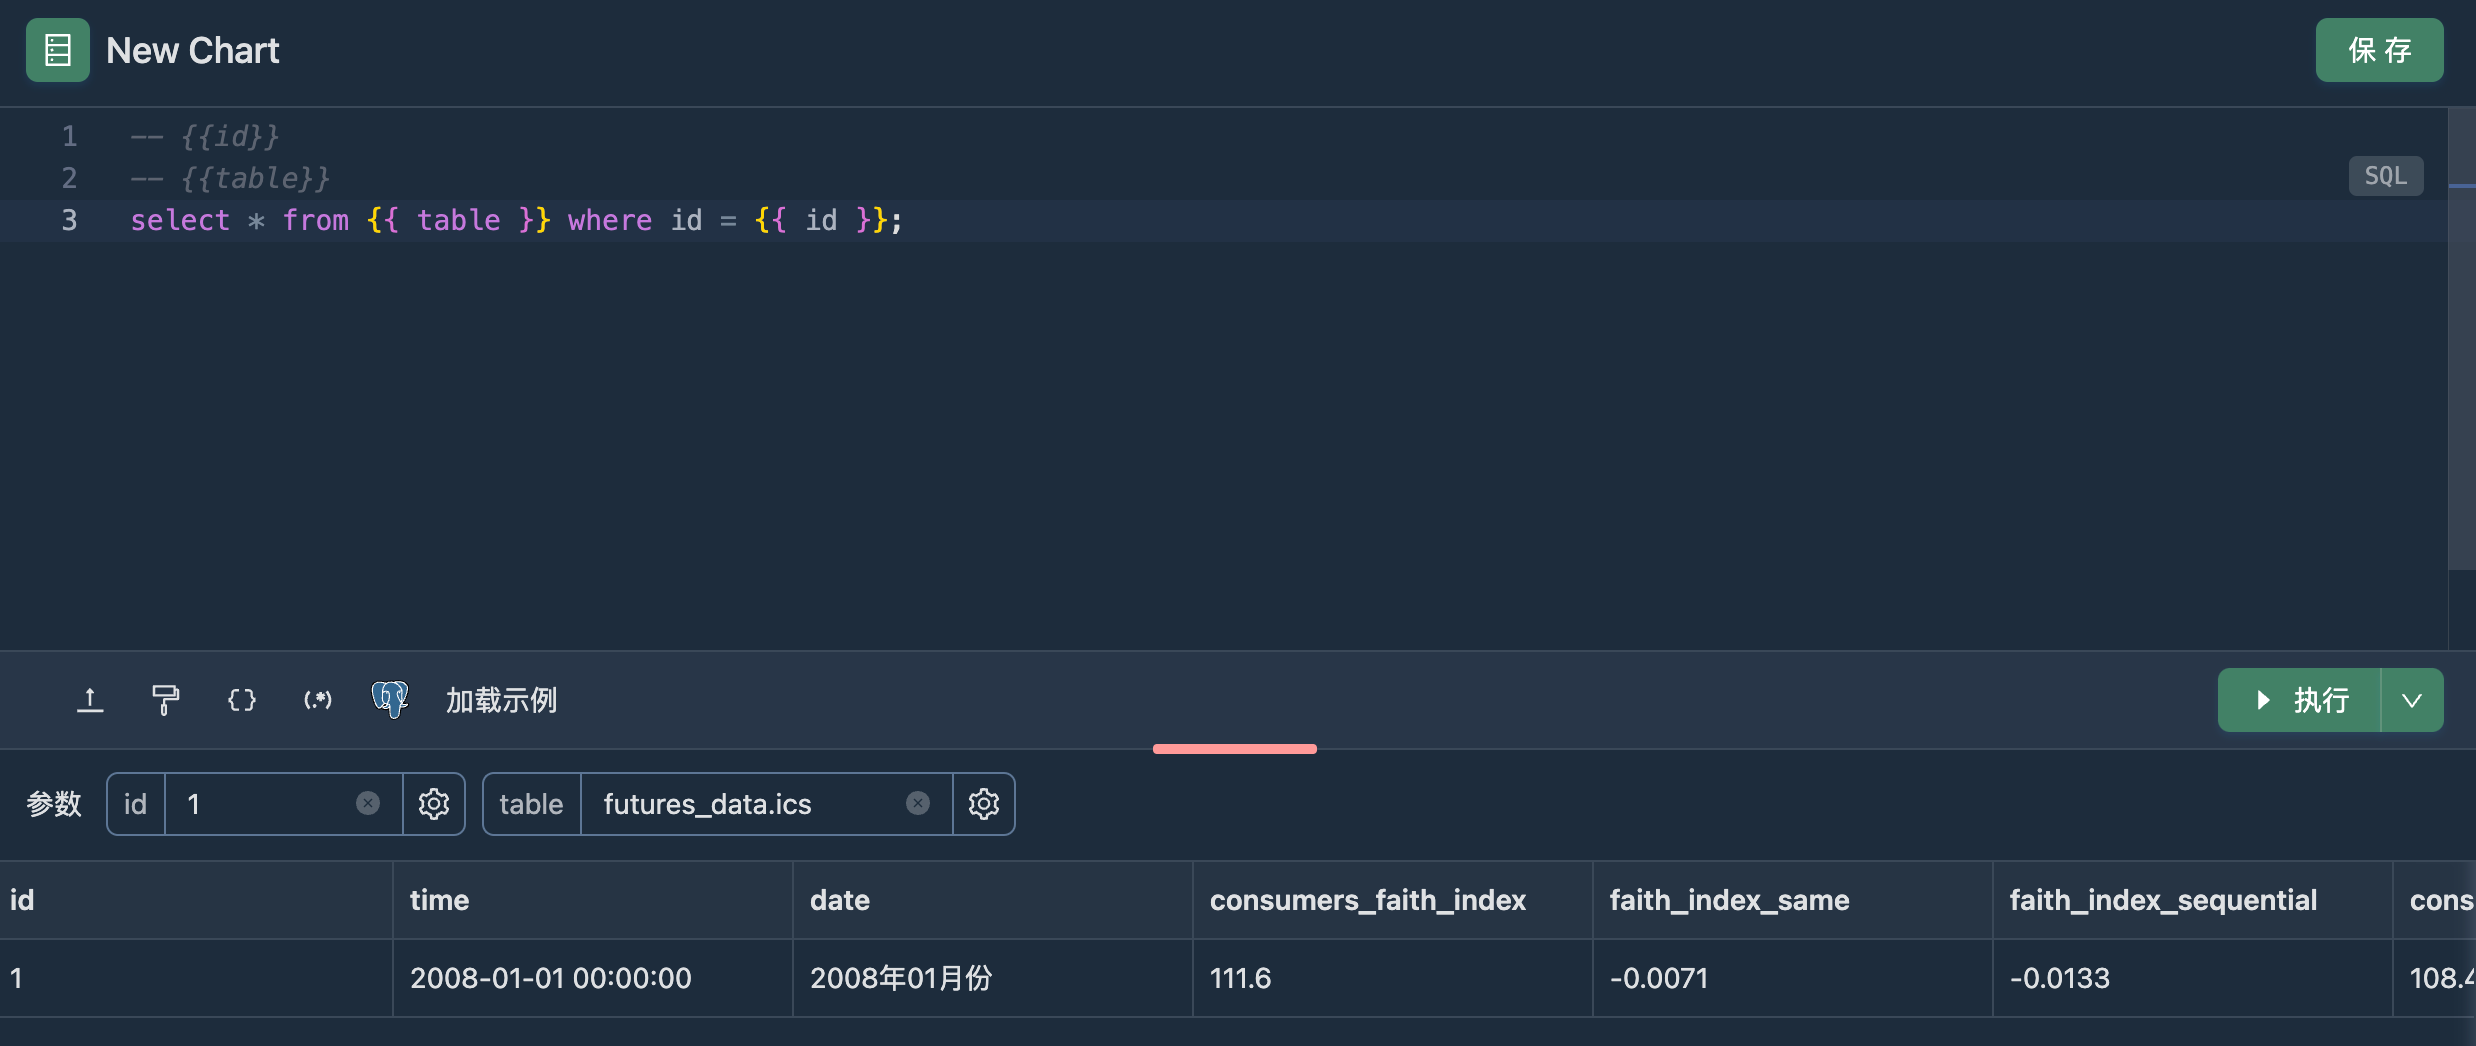 New Chart
保 存
1 -- {{id}}
2 -- {{table}}
SQL
3 select * from {{ table }} where id = {{ id }};
{} (.*) 加载示例
执行
参数 id 1 table futures_data.ics
id time date consumers_faith_index faith_index_same faith_index_sequential cons
1 2008-01-01 00:00:00 2008年01月份 111.6 -0.0071 -0.0133 108.4